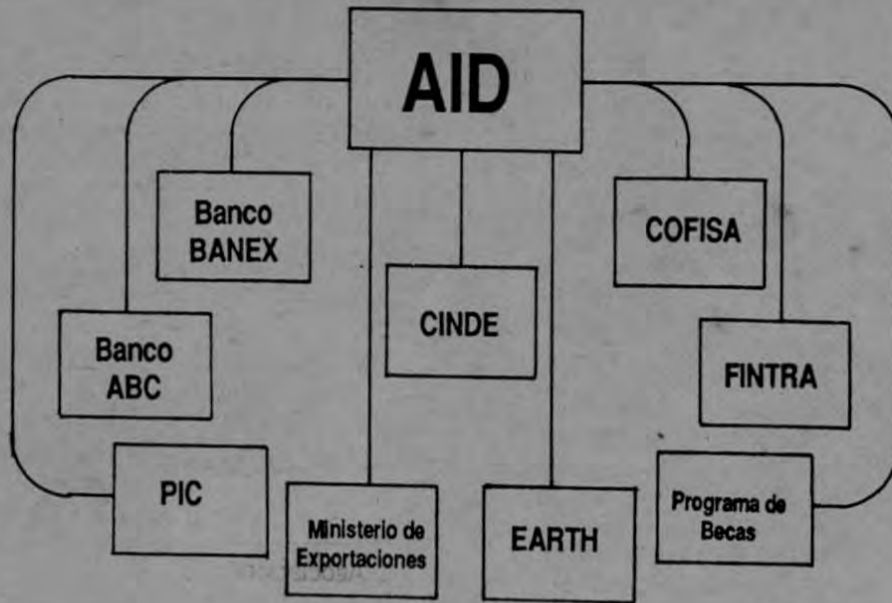 AID
Banco
BANEX
COFISA
CINDE
Banco
ABC
FINTRA
PIC
Ministerio de
Exportaciones
EARTH
Programa de
Becas